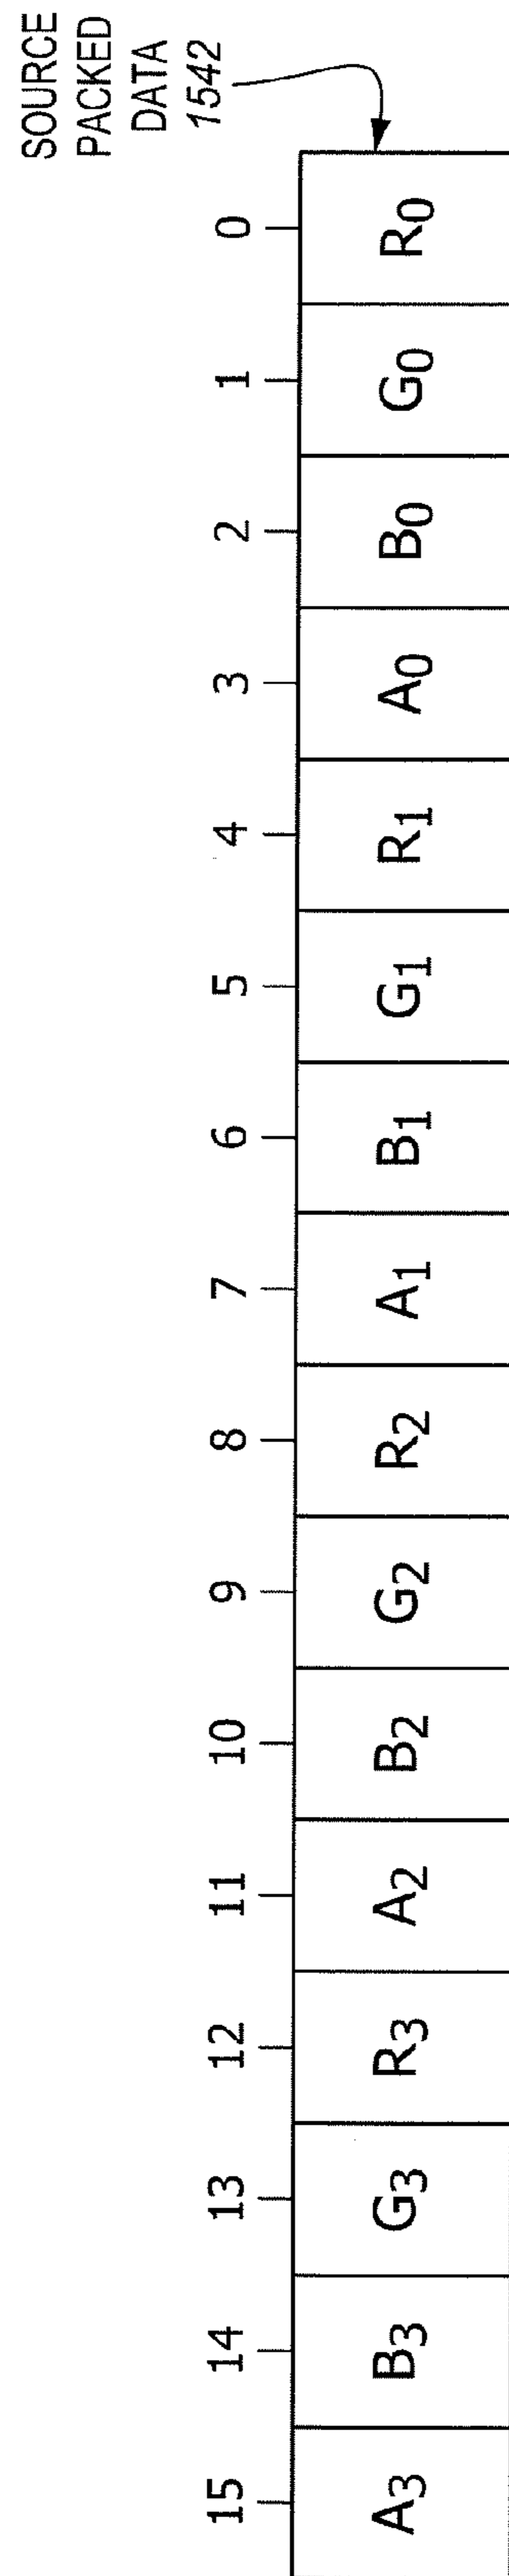 SOURCE
PACKED
DATA
1542
15 14 13 12 11 10 9 8 7 6 5 4 3 2 1 0
A3 B3 G3 R3 A2 B2 G2 R2 A1 B1 G1 R1 A0 B0 G0 R0